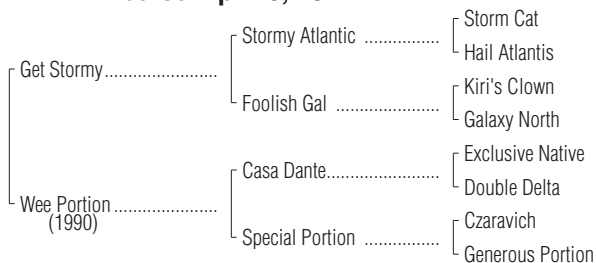 Storm Cat
Stormy Atlantic ................
Hail Atlantis
Get Stormy........................
Kiri's Clown
Foolish Gal ......................
Galaxy North
Exclusive Native
Casa Dante........................
Double Delta
Wee Portion ......................
(1990)
Czaravich
Special Portion ................
Generous Portion